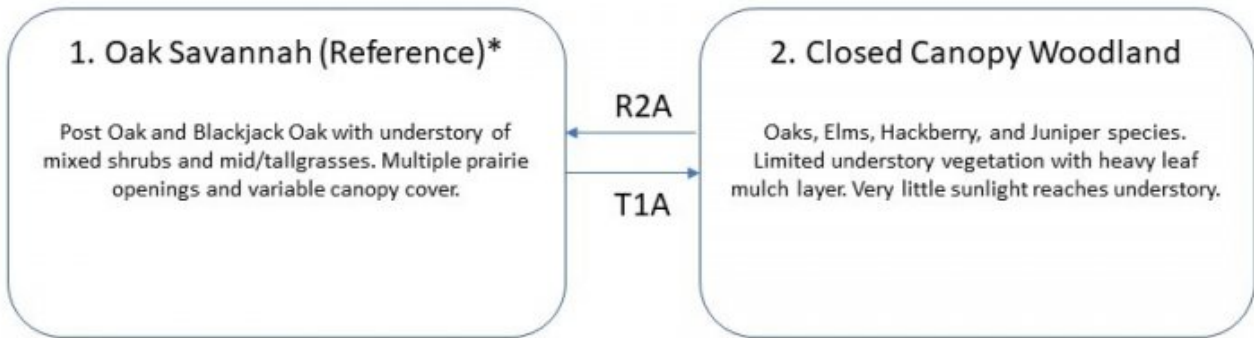 1. Oak Savannah (Reference)*
Post Oak and Blackjack Oak with understory of
mixed shrubs and mid/tallgrasses. Multiple prairie
openings and variable canopy cover.
R2A
T1A
2. Closed Canopy Woodland
Oaks, Elms, Hackberry, and Juniper species.
Limited understory vegetation with heavy leaf
mulch layer. Very little sunlight reaches understory.